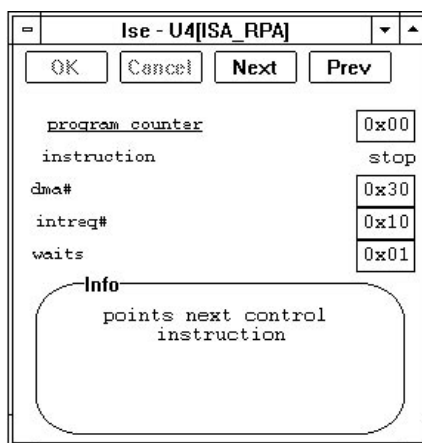 Ise - U4[ISA_RPA]
OK Cancel Next Prev
program counter 0x00
instruction stop
dma# 0x30
intreq# 0x10
waits 0x01
Info
points next control
instruction